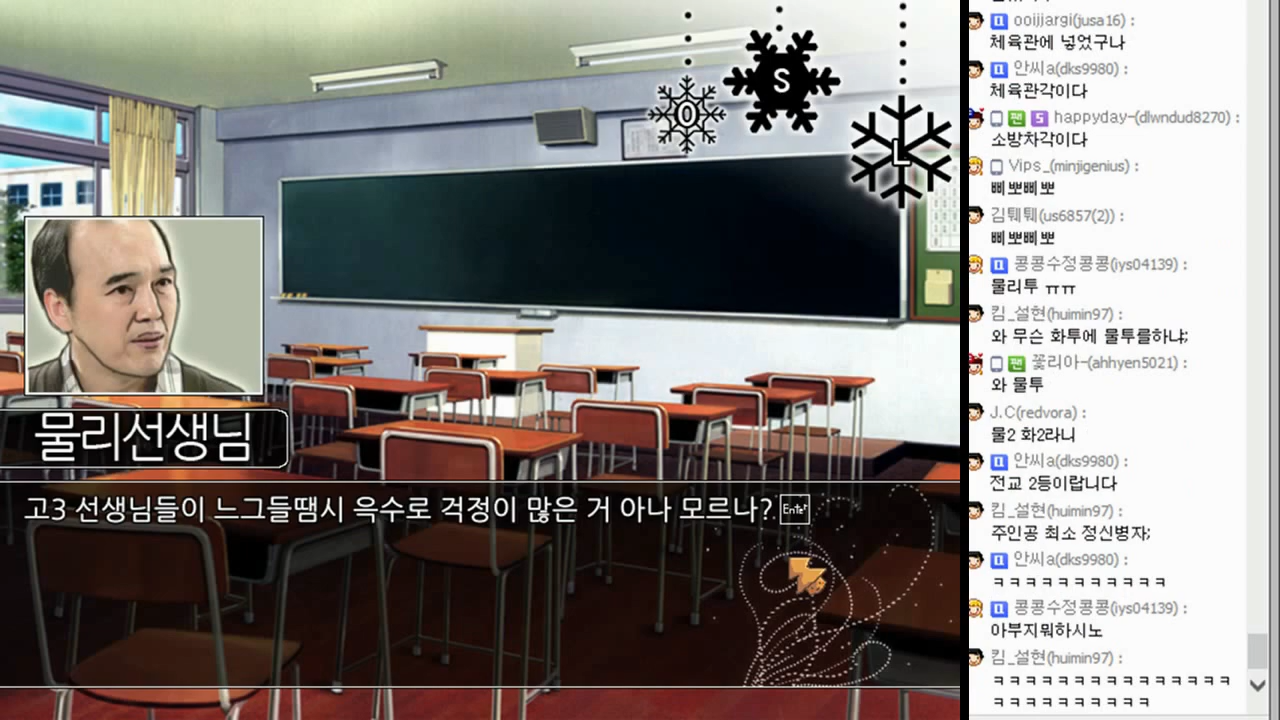 O
S
L
물리선생님
고3 선생님들이 느그들땜시 윽수로 걱정이 많은 거 아나 모르나?
Enter
ooijjargi(jusa16) :
체육관에 넣었구나
안씨a(dks9980) :
체육관각이다
팬 S happyday-(dlwndud8270) :
소방차각이다
Vips_(minjigenius) :
삐뽀삐뽀
김퉤퉤(us6857(2)) :
삐뽀삐뽀
콩콩수정콩콩(iys04139) :
물리투 ㅠㅠ
킴_설현(huimin97) :
와 무슨 화투에 물투를하냐;
팬 꽃리아-(ahhyen5021) :
와 물투
J.C(redvora) :
물2 화2라니
안씨a(dks9980) :
전교 2등이랍니다
킴_설현(huimin97) :
주인공 최소 정신병자;
안씨a(dks9980) :
ㅋㅋㅋㅋㅋㅋㅋㅋㅋㅋㅋ
콩콩수정콩콩(iys04139) :
아부지뭐하시노
킴_설현(huimin97) :
ㅋㅋㅋㅋㅋㅋㅋㅋㅋㅋㅋㅋㅋㅋㅋ
ㅋㅋㅋㅋㅋㅋㅋㅋㅋㅋ